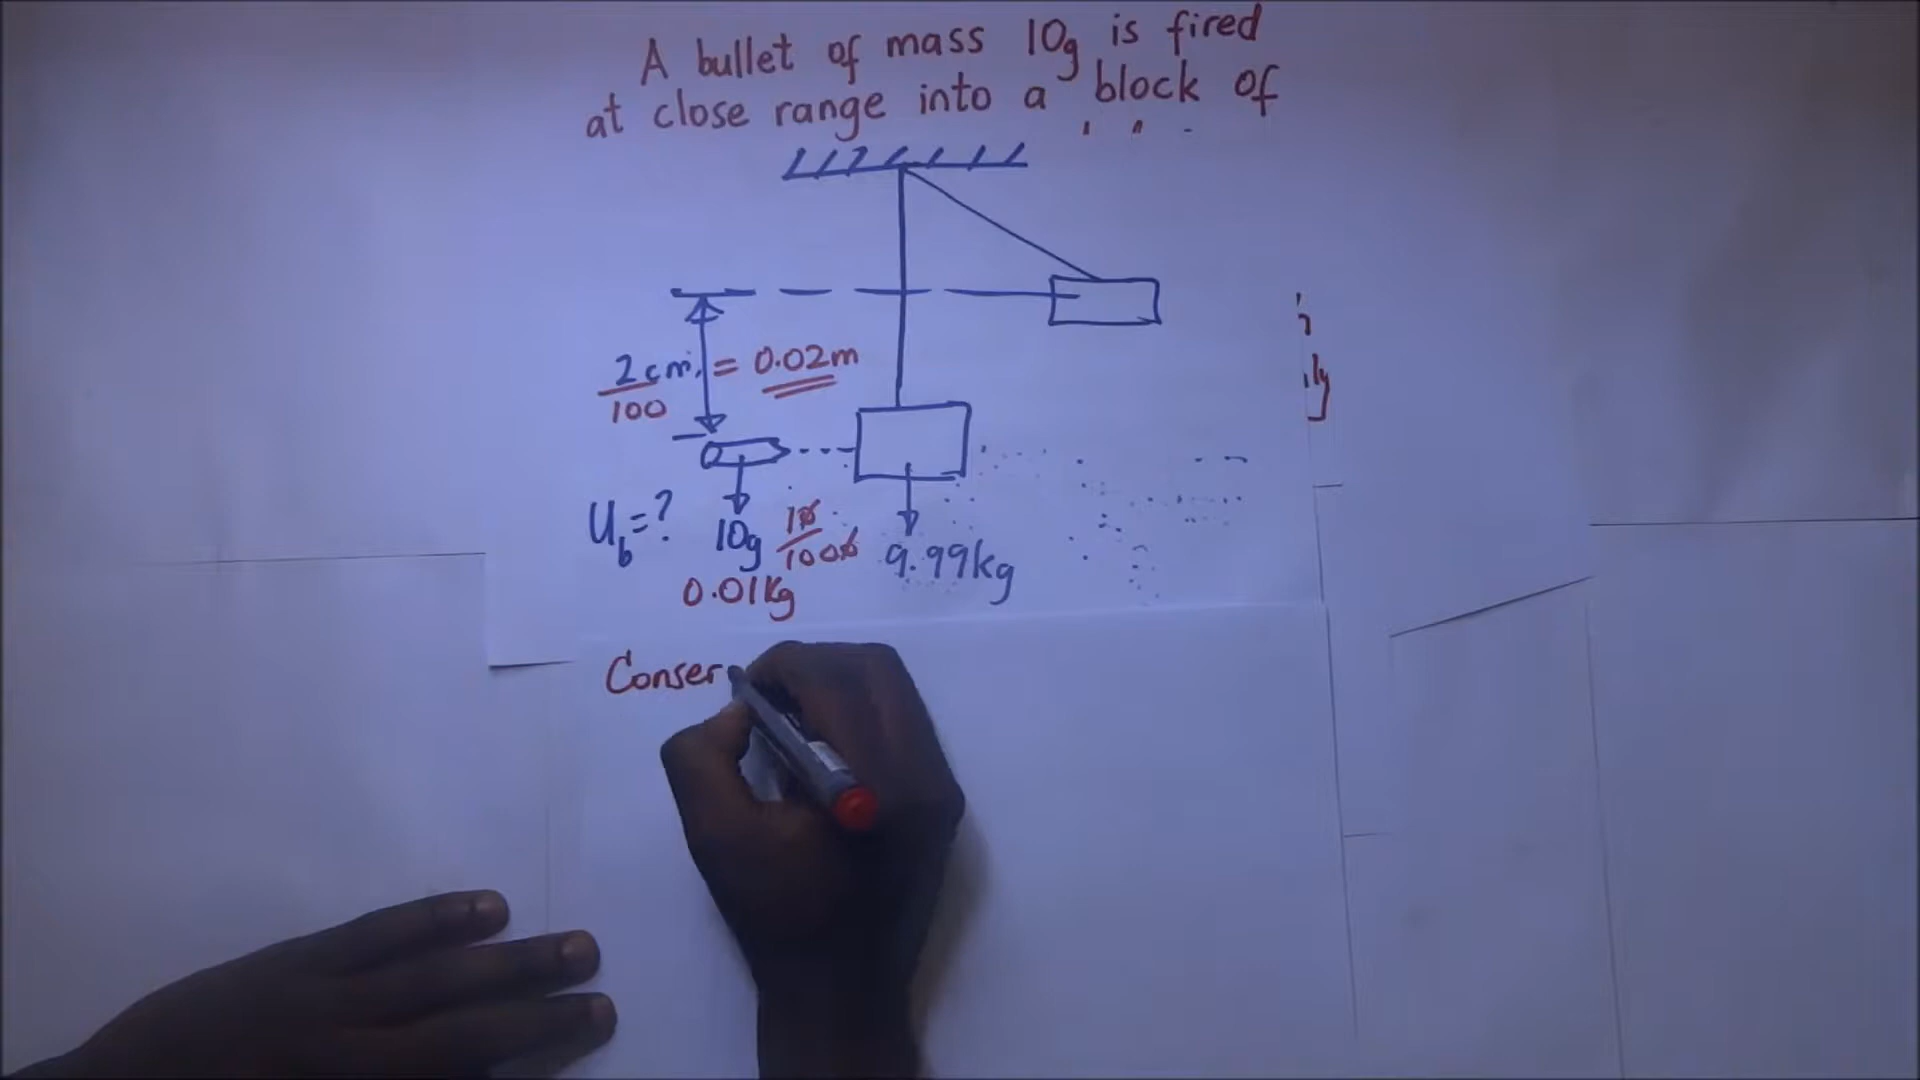 A bullet of mass 10g is fired
at close range into a block of
2cm = 0.02m
100
U_b=? 10g 10/1000 9.99kg
0.01kg
Conser